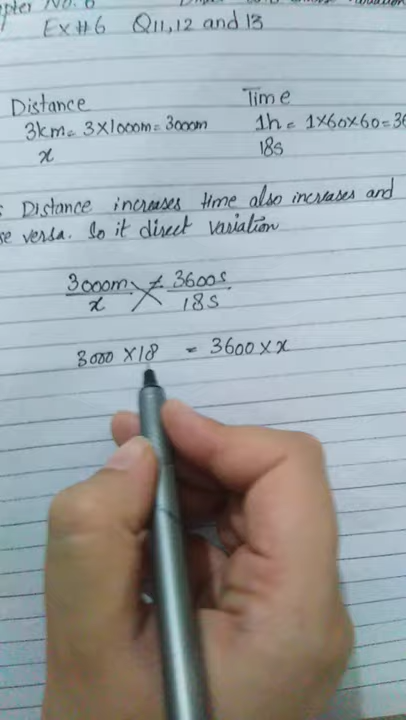 Ex#6 Q11,12 and 13
Distance Time
3km= 3×1000m= 3000m 1h = 1×60×60=36
x 18s
Distance increases time also increases and
versa. So it direct variation
3000m = 3600s
x 18s
3000 ×18 = 3600×x